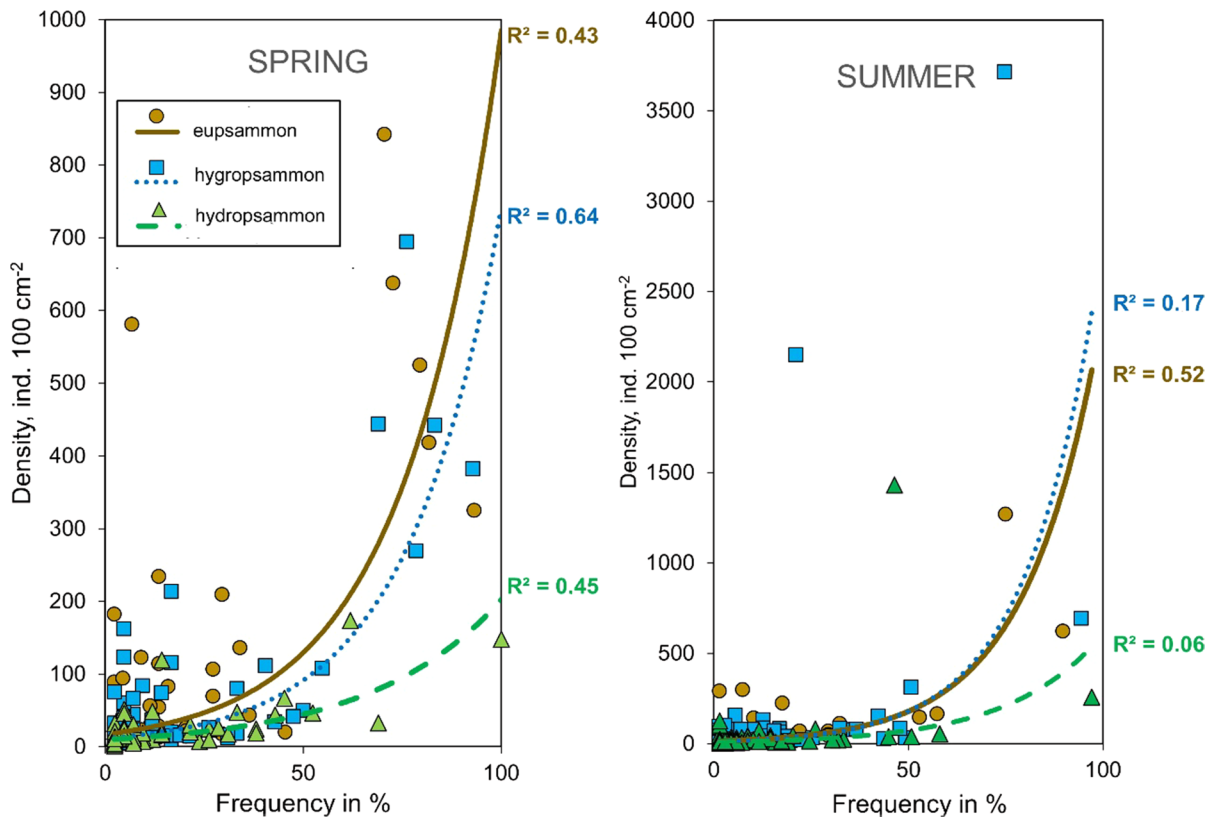 SPRING
eupsammon
hygropsammon
hydropsammon
R² = 0.43
R² = 0.64
R² = 0.45
1000
900
800
700
600
500
400
300
200
100
0
0
50
100
Density, ind. 100 cm⁻²
Frequency in %
SUMMER
R² = 0.17
R² = 0.52
R² = 0.06
4000
3500
3000
2500
2000
1500
1000
500
0
0
50
100
Density, ind. 100 cm⁻²
Frequency in %